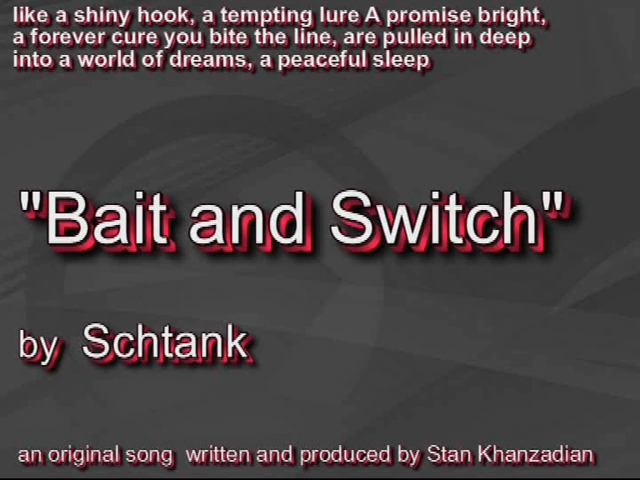 like a shiny hook, a tempting lure A promise bright,
a forever cure you bite the line, are pulled in deep
into a world of dreams, a peaceful sleep
"Bait and Switch"
by Schtank
an original song written and produced by Stan Khanzadian